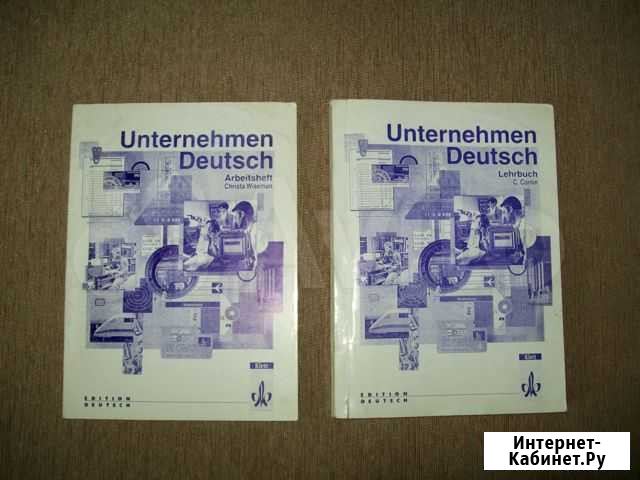 Unternehmen
Deutsch
Arbeitsheft
Christa Wiseman
Klett
EDITION
DEUTSCH
Unternehmen
Deutsch
Lehrbuch
C. Conlin
Klett
EDITION
DEUTSCH
Интернет-
Кабинет.Ру